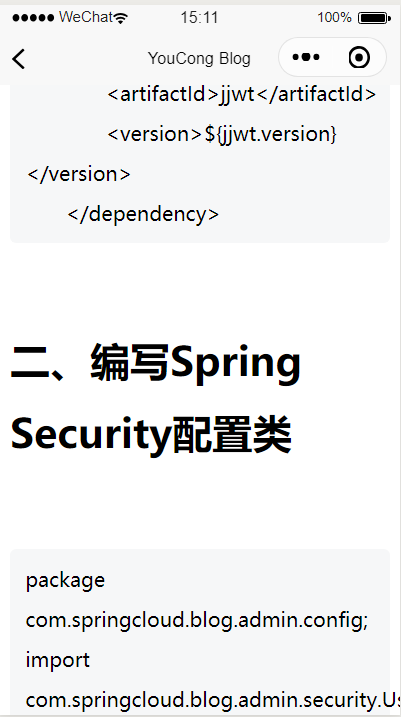 WeChat 15:11 100%
YouCong Blog
<artifactId>jjwt</artifactId>
<version>${jjwt.version}
</version>
</dependency>
二、编写Spring
Security配置类
package
com.springcloud.blog.admin.config;
import
com.springcloud.blog.admin.security.Us